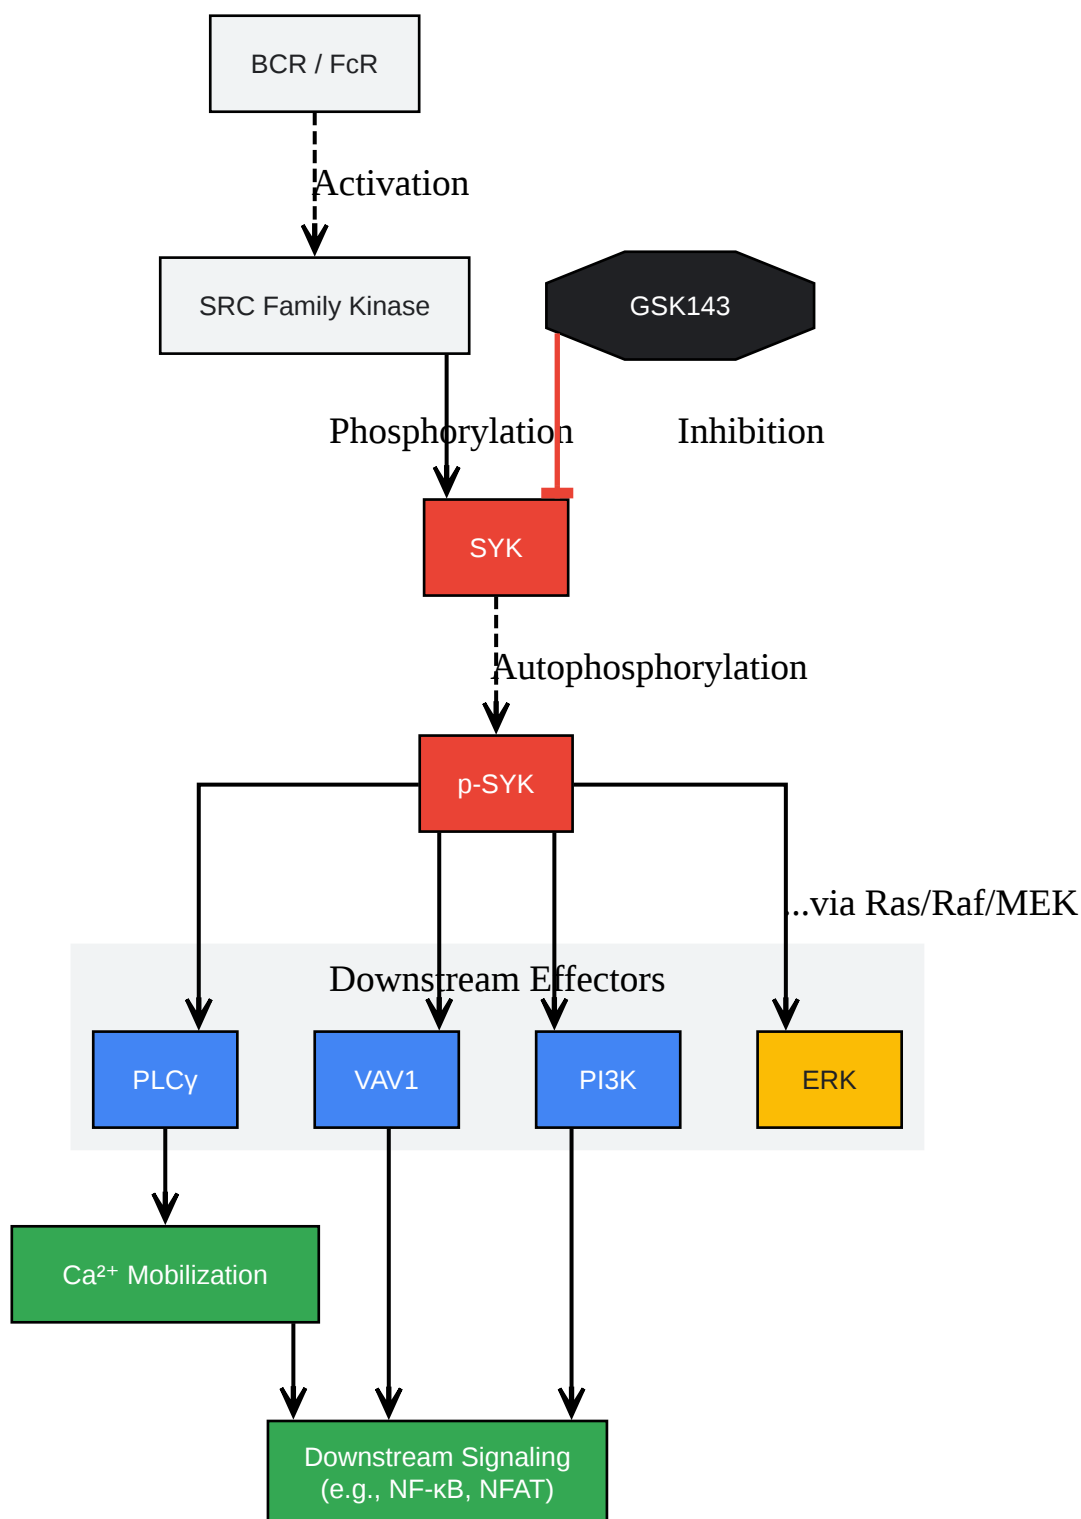 BCR / FcR
Activation
SRC Family Kinase
GSK143
Phosphorylation
Inhibition
SYK
Autophosphorylation
p-SYK
...via Ras/Raf/MEK
Downstream Effectors
PLCγ
VAV1
PI3K
ERK
Ca²⁺ Mobilization
Downstream Signaling
(e.g., NF-κB, NFAT)